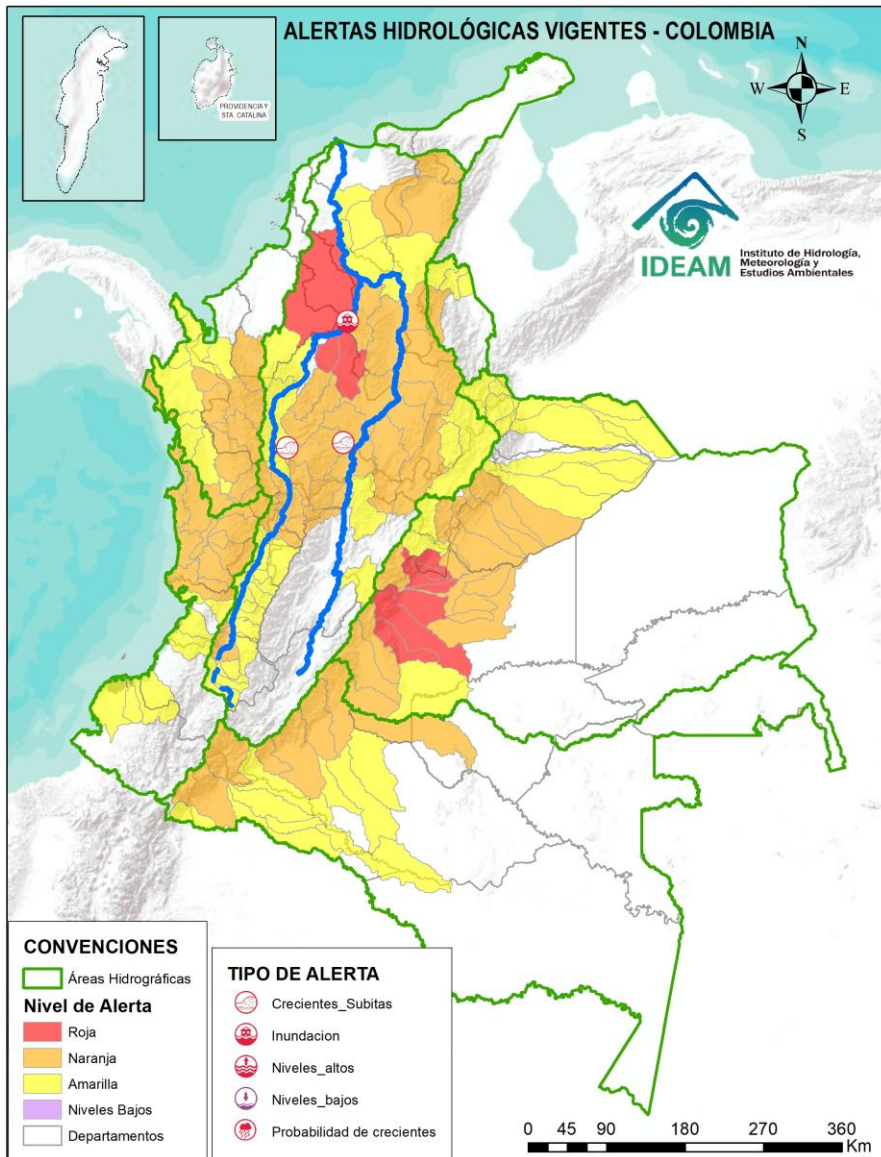 ALERTAS HIDROLÓGICAS VIGENTES - COLOMBIA
PROVIDENCIA Y
STA. CATALINA
N
W
E
S
IDEAM
Instituto de Hidrología,
Meteorología y
Estudios Ambientales
CONVENCIONES
Áreas Hidrográficas
Nivel de Alerta
Roja
Naranja
Amarilla
Niveles Bajos
Departamentos
TIPO DE ALERTA
Crecientes_Subitas
Inundacion
Niveles_altos
Niveles_bajos
Probabilidad de crecientes
0 45 90 180 270 360
Km